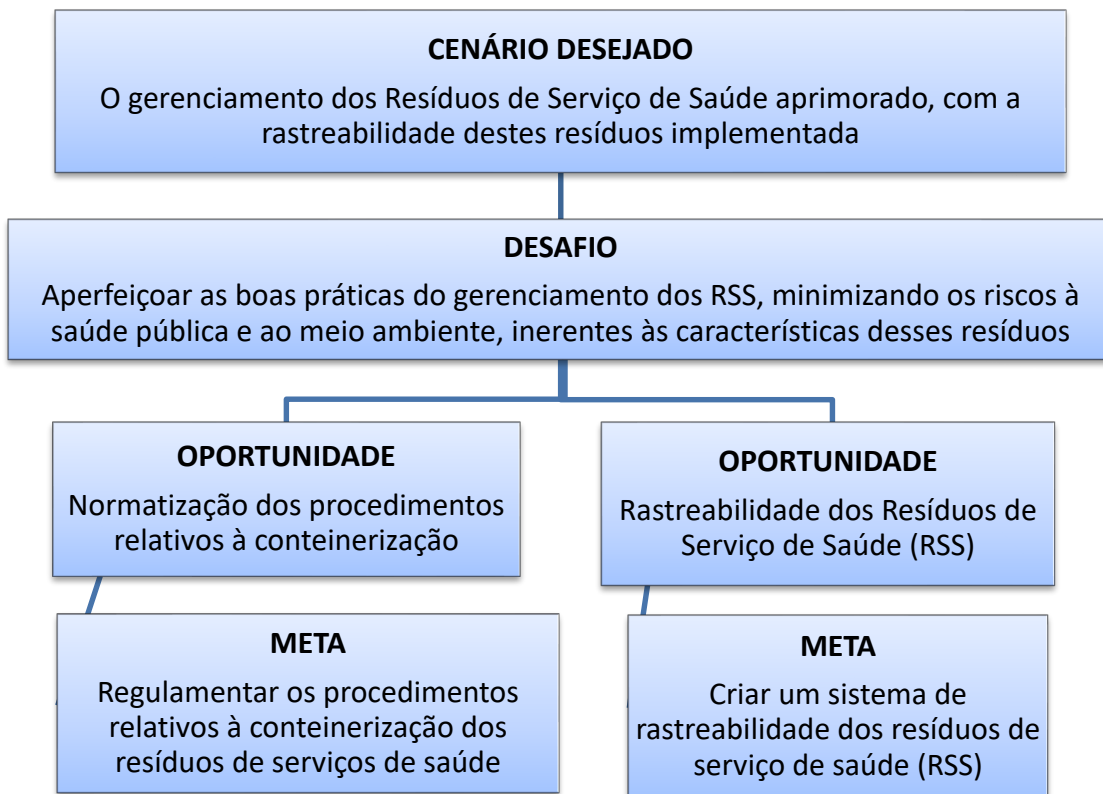 CENÁRIO DESEJADO
O gerenciamento dos Resíduos de Serviço de Saúde aprimorado, com a
rastreabilidade destes resíduos implementada
DESAFIO
Aperfeiçoar as boas práticas do gerenciamento dos RSS, minimizando os riscos à
saúde pública e ao meio ambiente, inerentes às características desses resíduos
OPORTUNIDADE
Normatização dos procedimentos
relativos à conteinerização
OPORTUNIDADE
Rastreabilidade dos Resíduos de
Serviço de Saúde (RSS)
META
Regulamentar os procedimentos
relativos à conteinerização dos
resíduos de serviços de saúde
META
Criar um sistema de
rastreabilidade dos resíduos de
serviço de saúde (RSS)